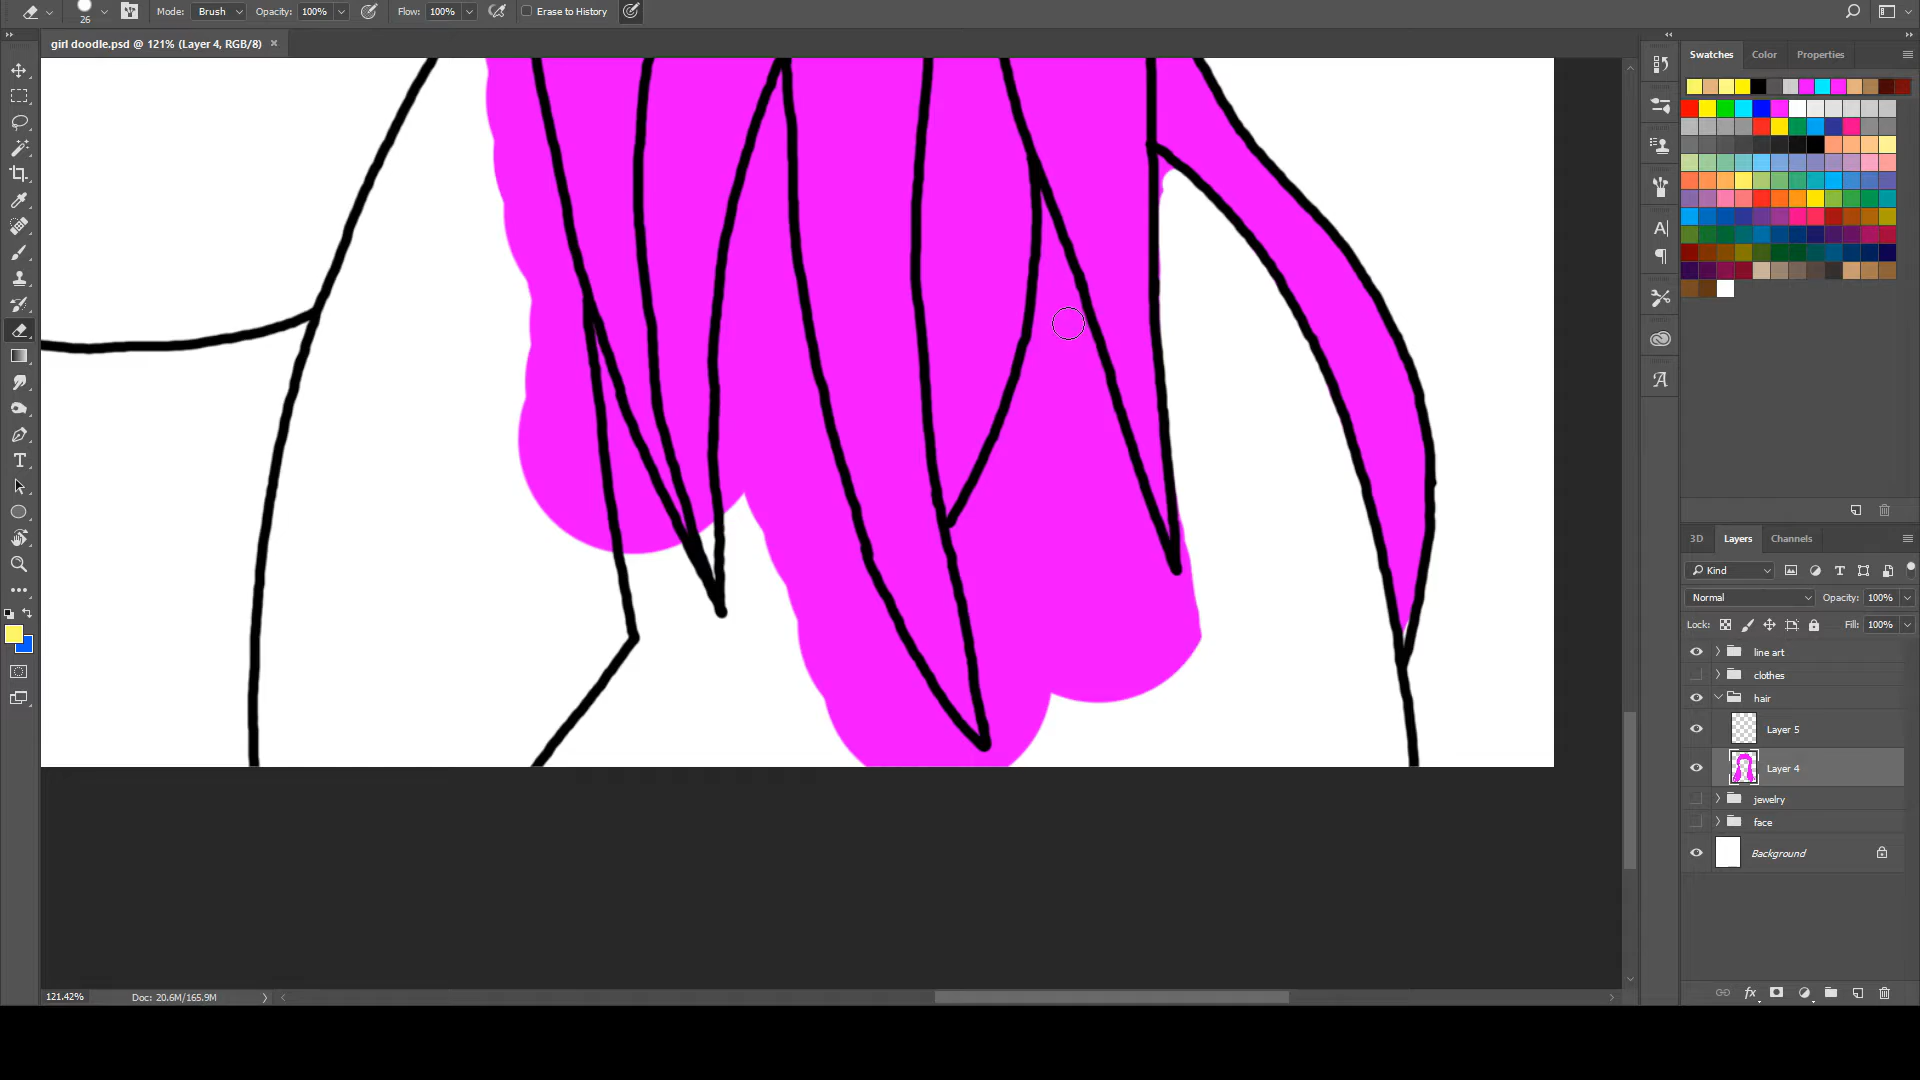 26 Mode: Brush Opacity: 100% Flow: 100% Erase to History
girl doodle.psd @ 121% (Layer 4, RGB/8) ×
Swatches Color Properties
3D Layers Channels
Kind
Normal Opacity: 100%
Lock: Fill: 100%
line art
clothes
hair
Layer 5
Layer 4
jewelry
face
Background
fx
121.42% Doc: 20.6M/165.9M